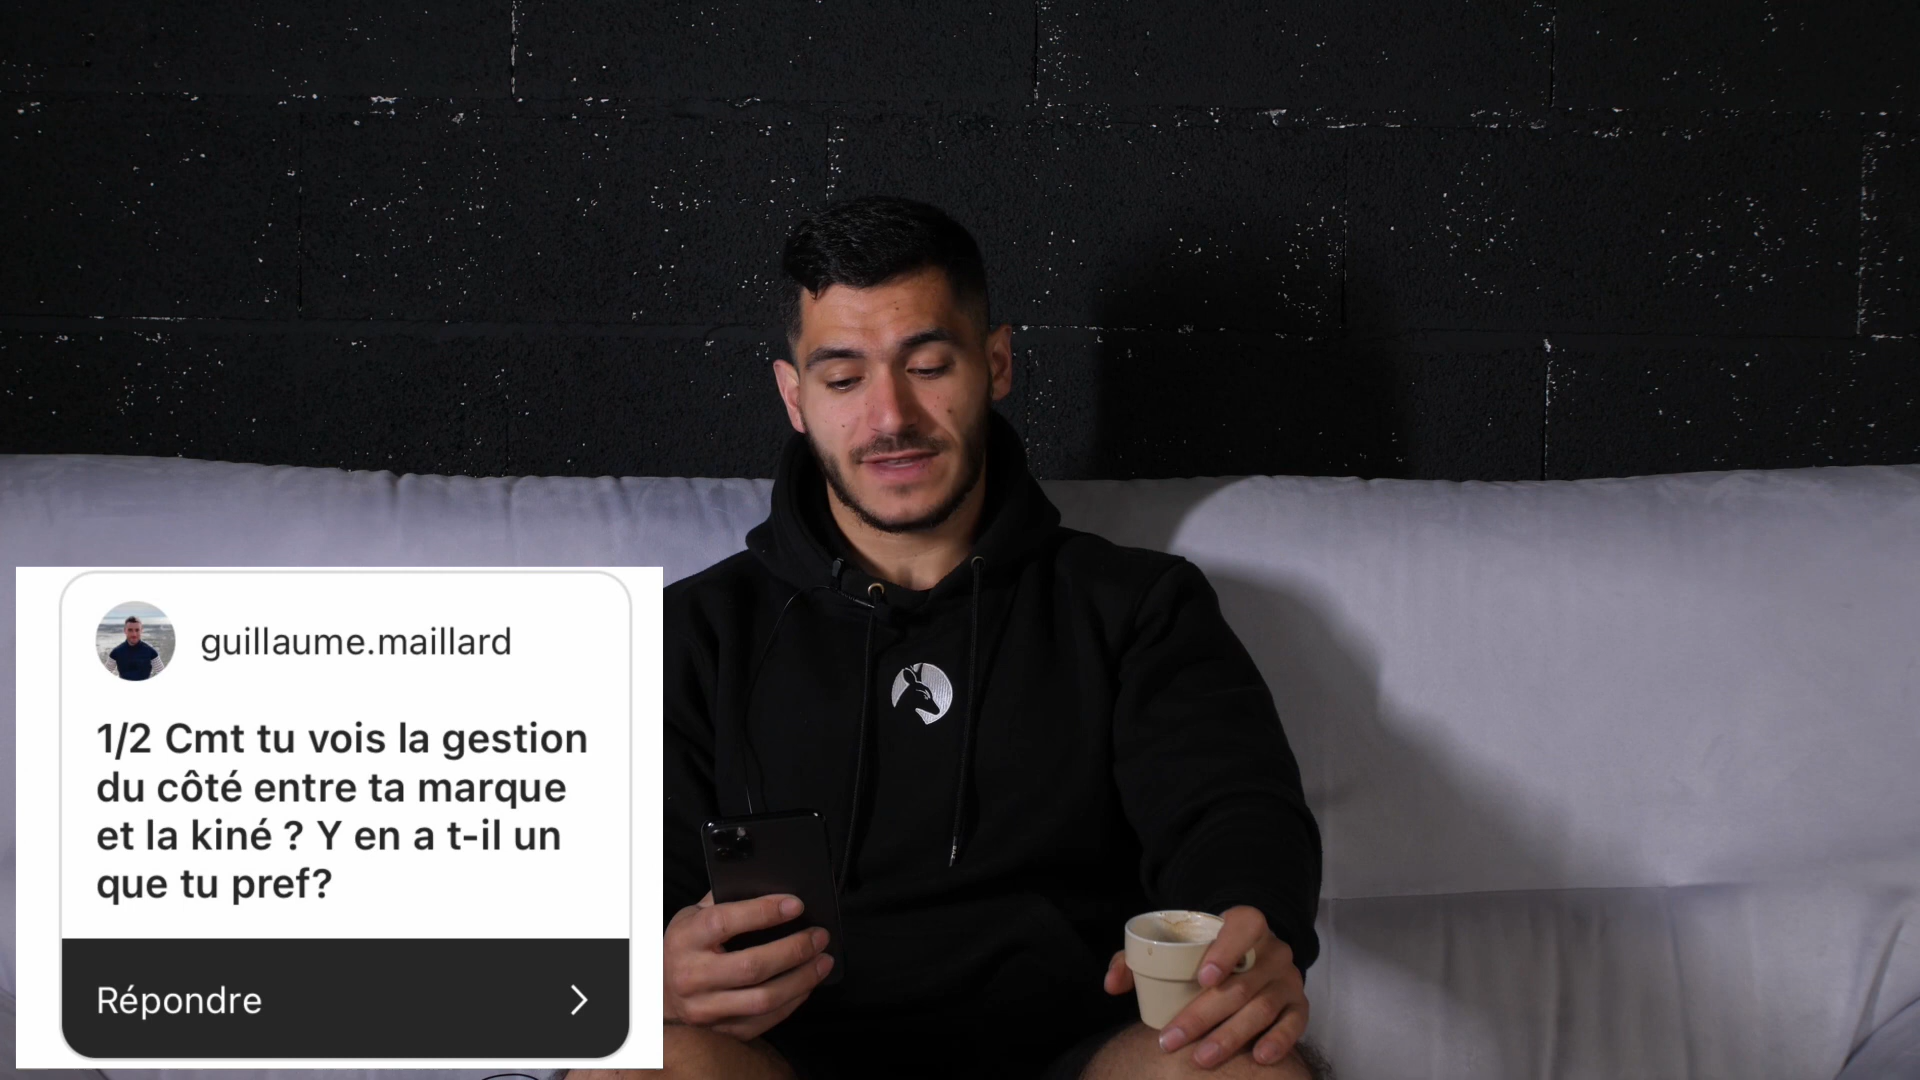 guillaume.maillard
1/2 Cmt tu vois la gestion
du côté entre ta marque
et la kiné ? Y en a t-il un
que tu pref?
Répondre